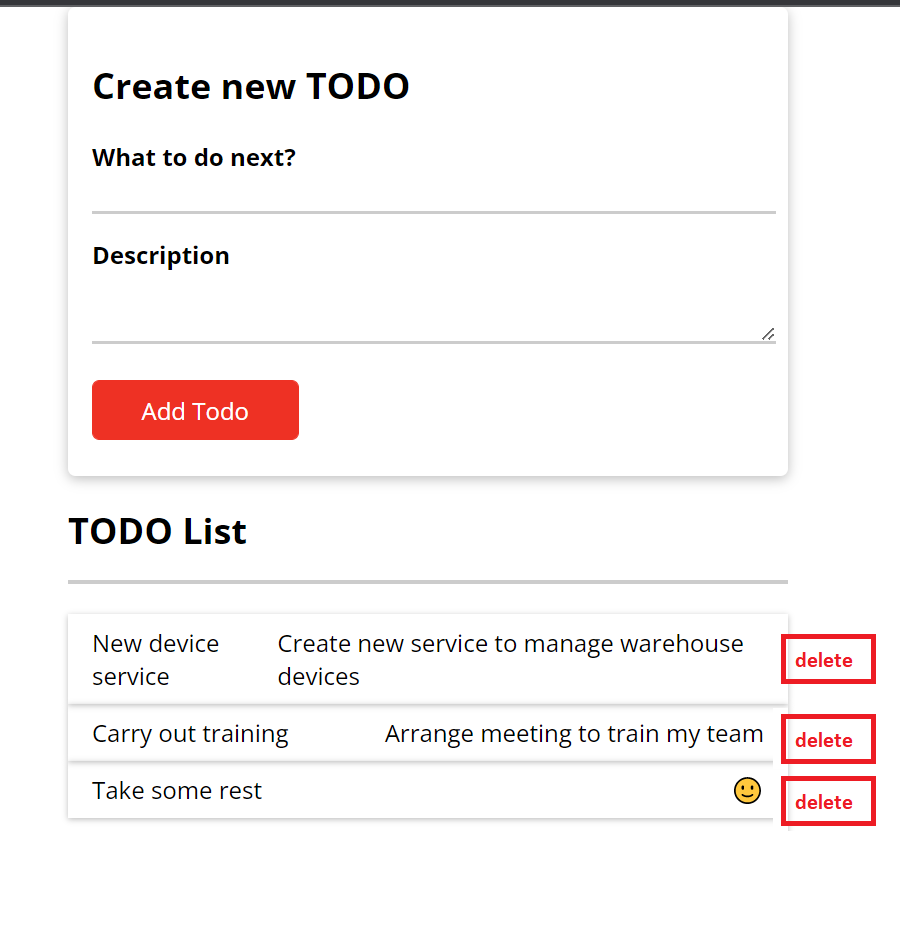 Create new TODO
What to do next?
Description
Add Todo
TODO List
New device Create new service to manage warehouse
service devices
delete
Carry out training Arrange meeting to train my team
delete
Take some rest 🙂
delete